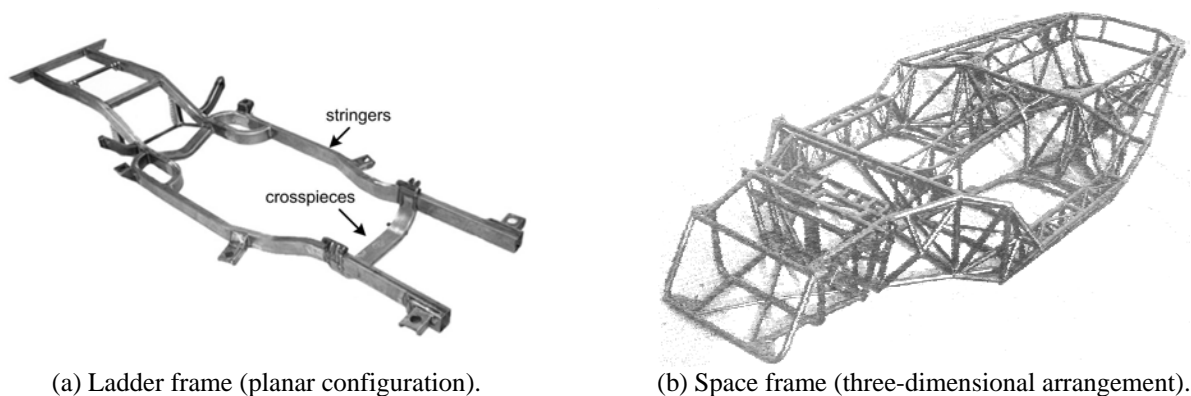 stringers
crosspieces
(a) Ladder frame (planar configuration).
(b) Space frame (three-dimensional arrangement).